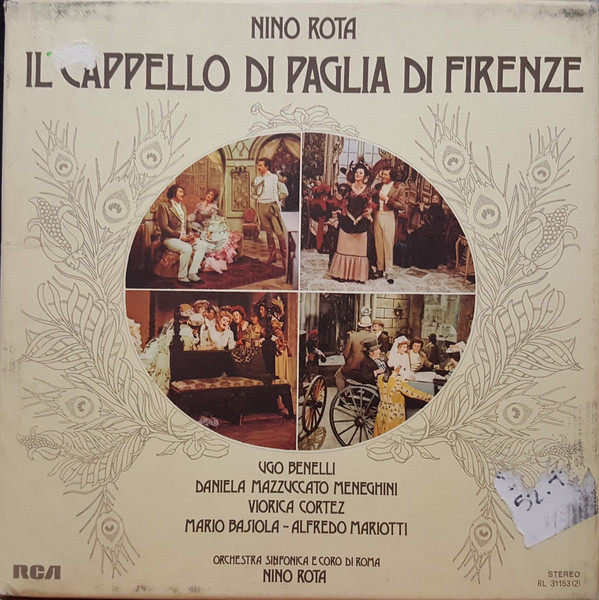 NINO ROTA
IL CAPPELLO DI PAGLIA DI FIRENZE
UGO BENELLI
DANIELA MAZZUCCATO MENEGHINI
VIORICA CORTEZ
MARIO BASIOLA - ALFREDO MARIOTTI
ORCHESTRA SINFONICA E CORO DI ROMA
NINO ROTA
RCA
STEREO
RL 31153(2)